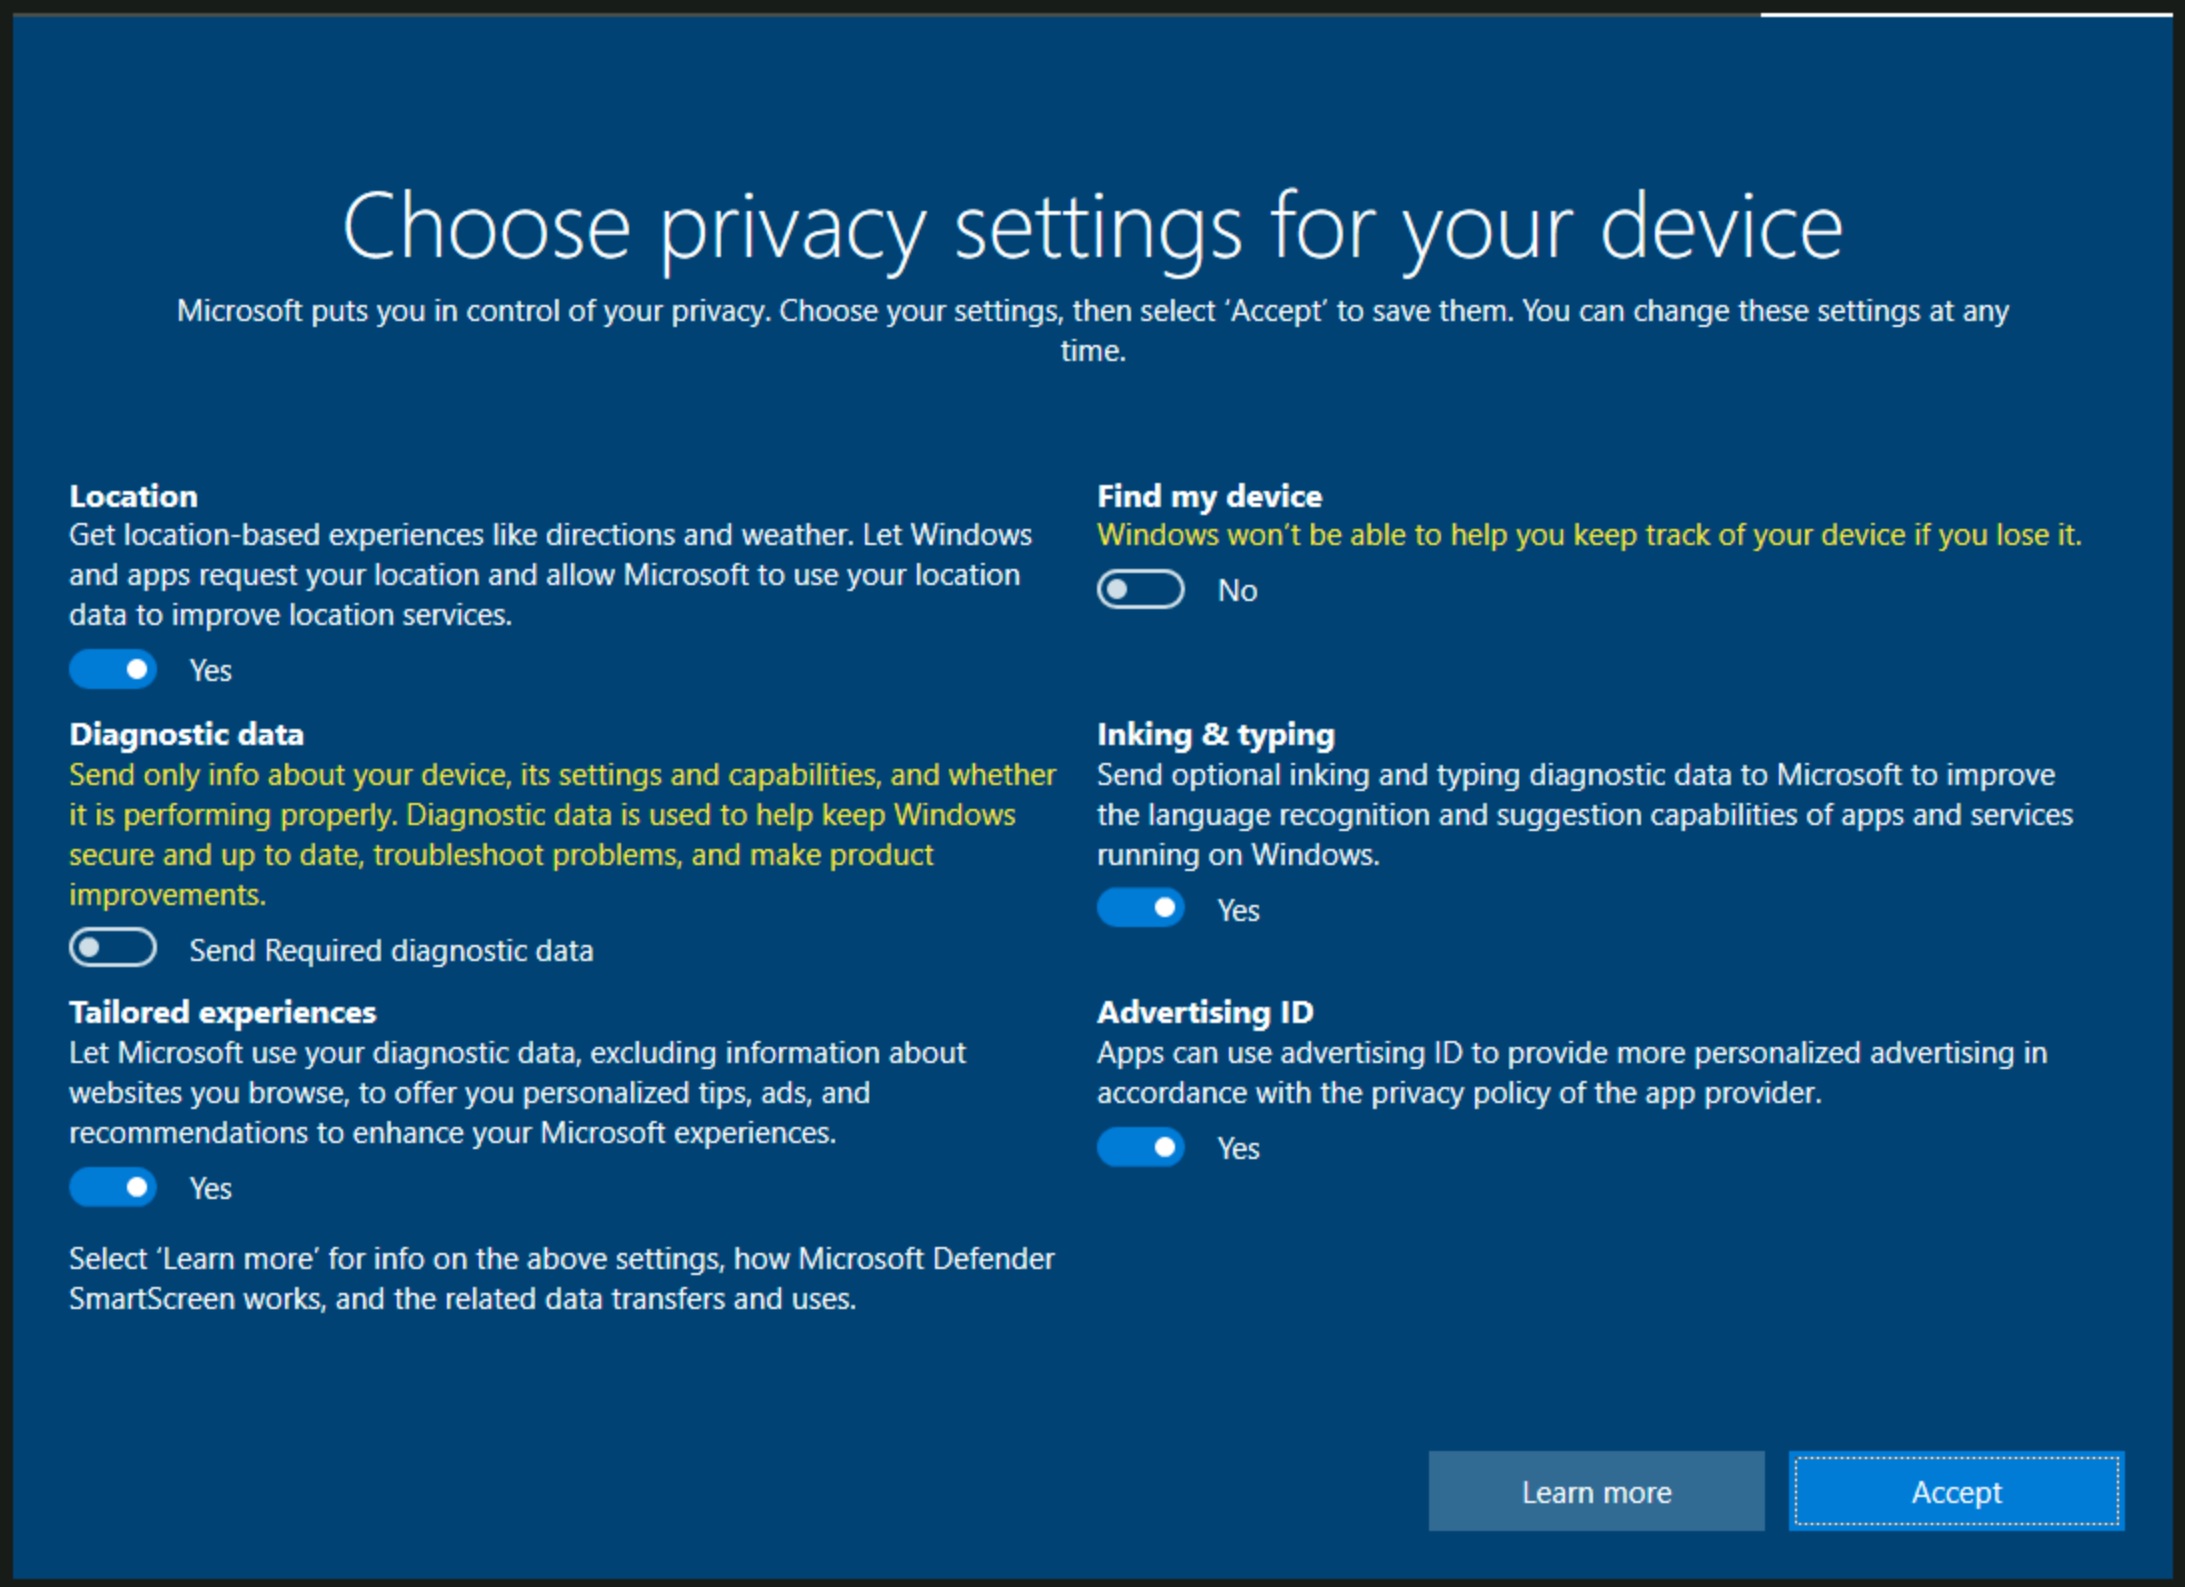 Choose privacy settings for your device
Microsoft puts you in control of your privacy. Choose your settings, then select ‘Accept’ to save them. You can change these settings at any
time.
Location
Get location-based experiences like directions and weather. Let Windows
and apps request your location and allow Microsoft to use your location
data to improve location services.
Yes
Find my device
Windows won’t be able to help you keep track of your device if you lose it.
No
Diagnostic data
Send only info about your device, its settings and capabilities, and whether
it is performing properly. Diagnostic data is used to help keep Windows
secure and up to date, troubleshoot problems, and make product
improvements.
Send Required diagnostic data
Inking & typing
Send optional inking and typing diagnostic data to Microsoft to improve
the language recognition and suggestion capabilities of apps and services
running on Windows.
Yes
Tailored experiences
Let Microsoft use your diagnostic data, excluding information about
websites you browse, to offer you personalized tips, ads, and
recommendations to enhance your Microsoft experiences.
Yes
Advertising ID
Apps can use advertising ID to provide more personalized advertising in
accordance with the privacy policy of the app provider.
Yes
Select ‘Learn more’ for info on the above settings, how Microsoft Defender
SmartScreen works, and the related data transfers and uses.
Learn more
Accept